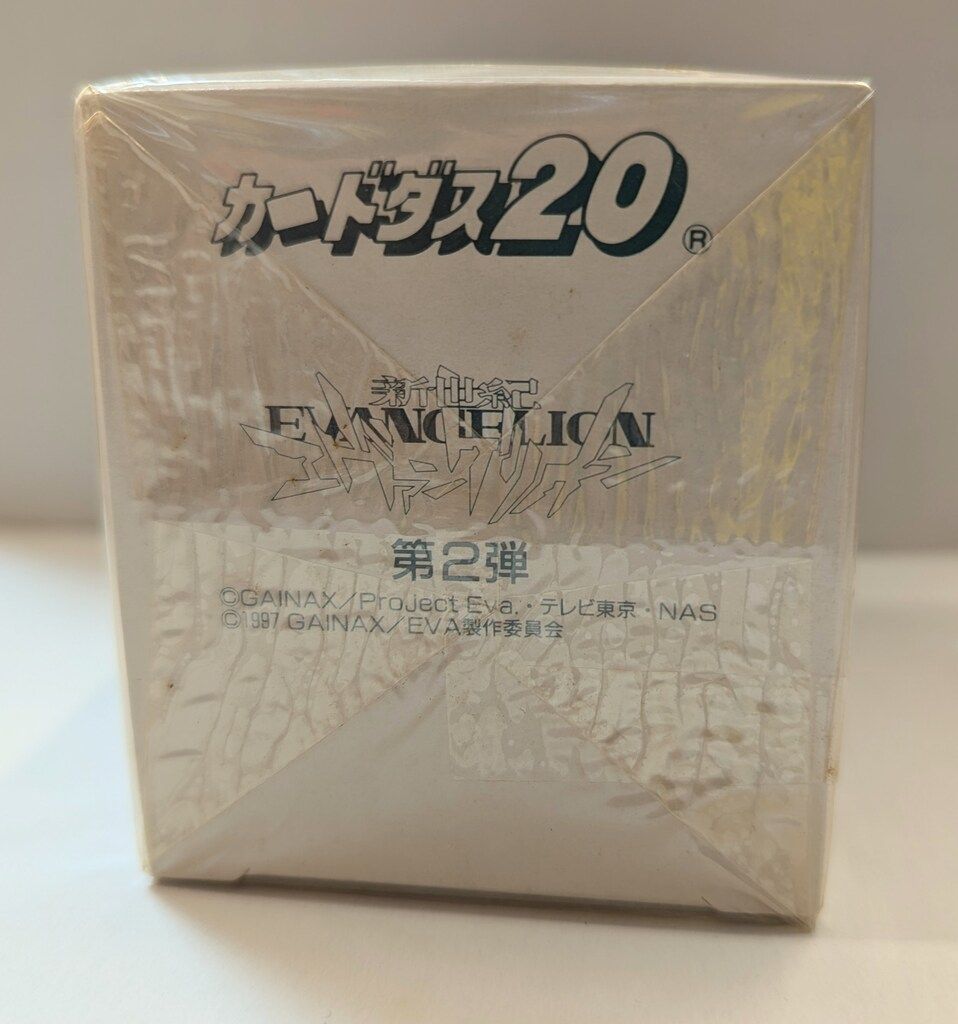 カードダス20®
新世紀
EVANGELION
エヴァンゲリオン
第2弾
©GAINAX/Project Eva.・テレビ東京・NAS
©1997 GAINAX/EVA製作委員会